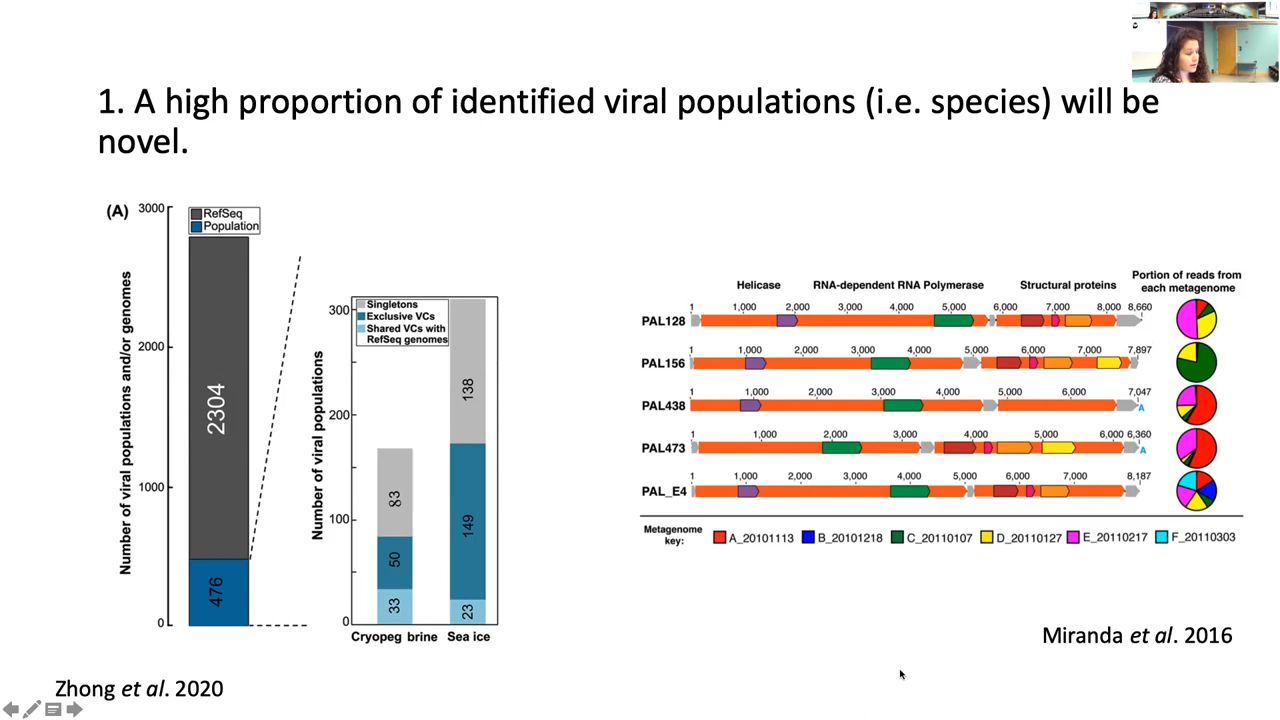 1. A high proportion of identified viral populations (i.e. species) will be
novel.
(A)
RefSeq
Population
Number of viral populations and/or genomes
3000
2000
1000
0
2304
476
Singletons
Exclusive VCs
Shared VCs with
RefSeq genomes
Number of viral populations
300
200
100
0
83
50
33
138
149
23
Cryopeg brine Sea ice
Zhong et al. 2020
Helicase RNA-dependent RNA Polymerase Structural proteins
Portion of reads from
each metagenome
1 1,000 2,000 3,000 4,000 5,000 6,000 7,000 8,000 8,660
PAL128
1 1,000 2,000 3,000 4,000 5,000 6,000 7,000 7,897
PAL156
1 1,000 2,000 3,000 4,000 5,000 6,000 7,047
PAL438
A
1 1,000 2,000 3,000 4,000 5,000 6,000 6,360
PAL473
A
1 1,000 2,000 3,000 4,000 5,000 6,000 7,000 8,187
PAL_E4
Metagenome
key:
A_20101113 B_20101218 C_20110107 D_20110127 E_20110217 F_20110303
Miranda et al. 2016